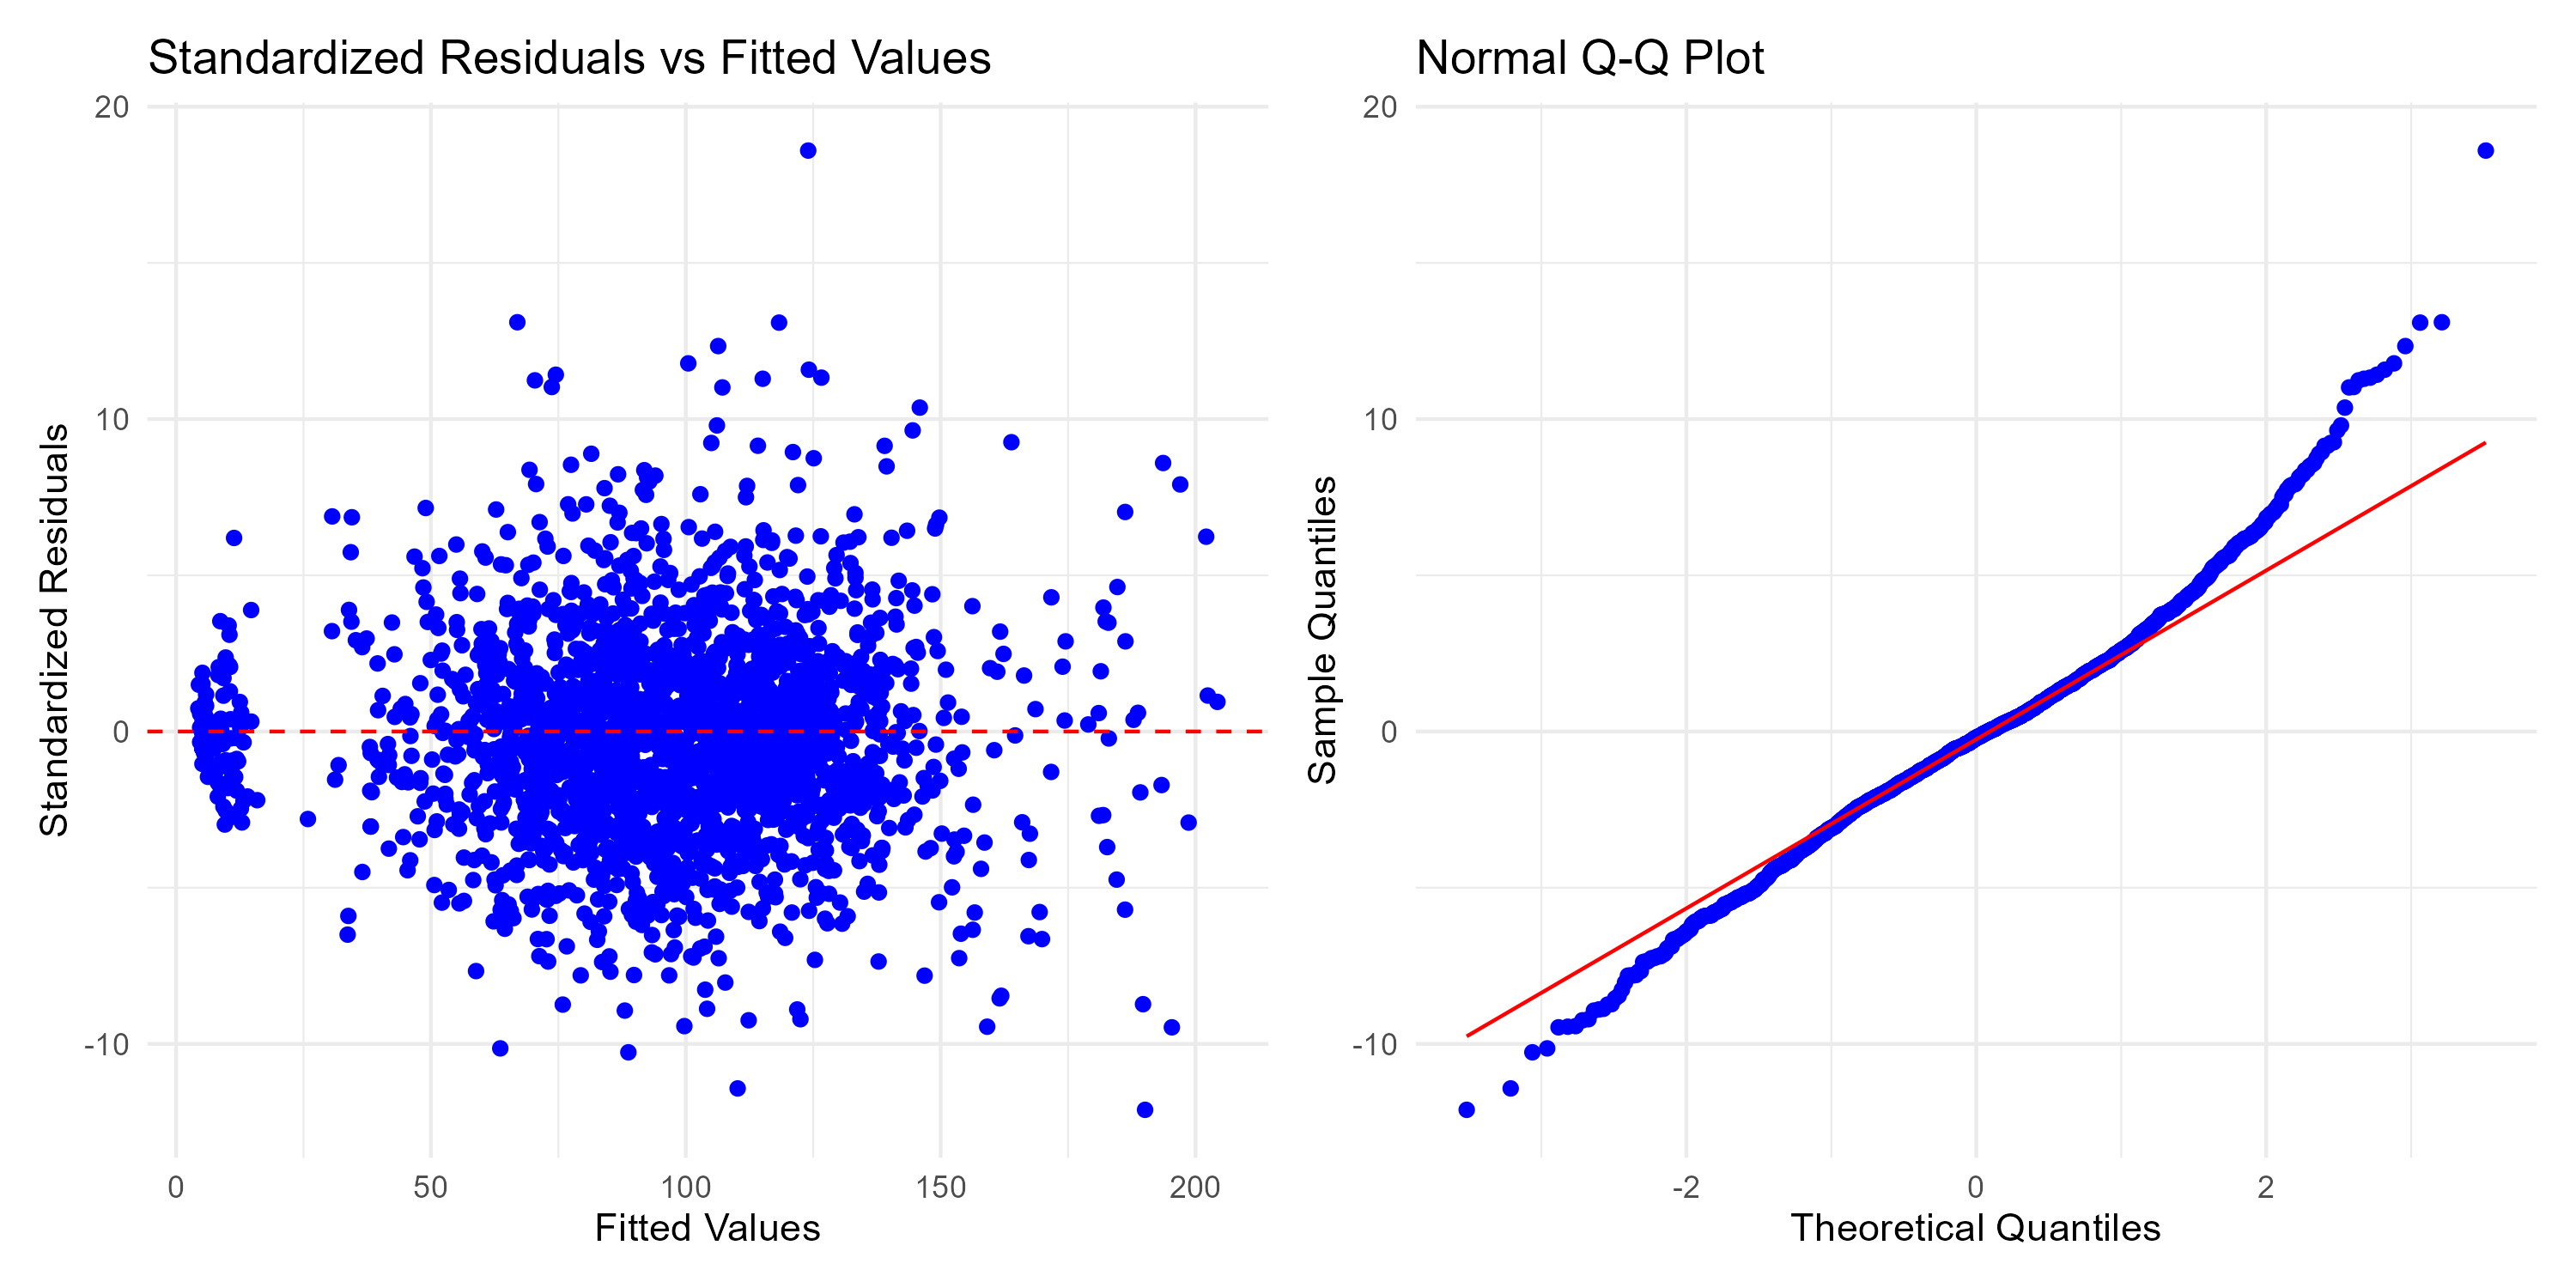 Standardized Residuals vs Fitted Values
20
10
0
-10
Standardized Residuals
0 50 100 150 200
Fitted Values
Normal Q-Q Plot
20
10
0
-10
Sample Quantiles
-2 0 2
Theoretical Quantiles